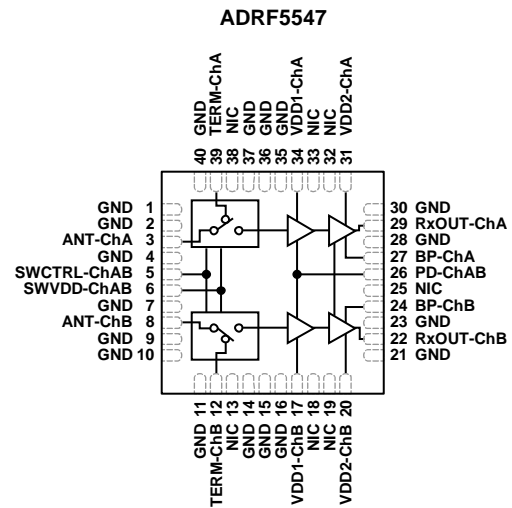 ADRF5547
40 GND
39 TERM-ChA
38 NIC
37 GND
36 GND
35 GND
34 VDD1-ChA
33 NIC
32 NIC
31 VDD2-ChA
GND 1
GND 2
ANT-ChA 3
GND 4
SWCTRL-ChAB 5
SWVDD-ChAB 6
GND 7
ANT-ChB 8
GND 9
GND 10
30 GND
29 RxOUT-ChA
28 GND
27 BP-ChA
26 PD-ChAB
25 NIC
24 BP-ChB
23 GND
22 RxOUT-ChB
21 GND
GND 11
TERM-ChB 12
NIC 13
GND 14
GND 15
GND 16
VDD1-ChB 17
NIC 18
NIC 19
VDD2-ChB 20